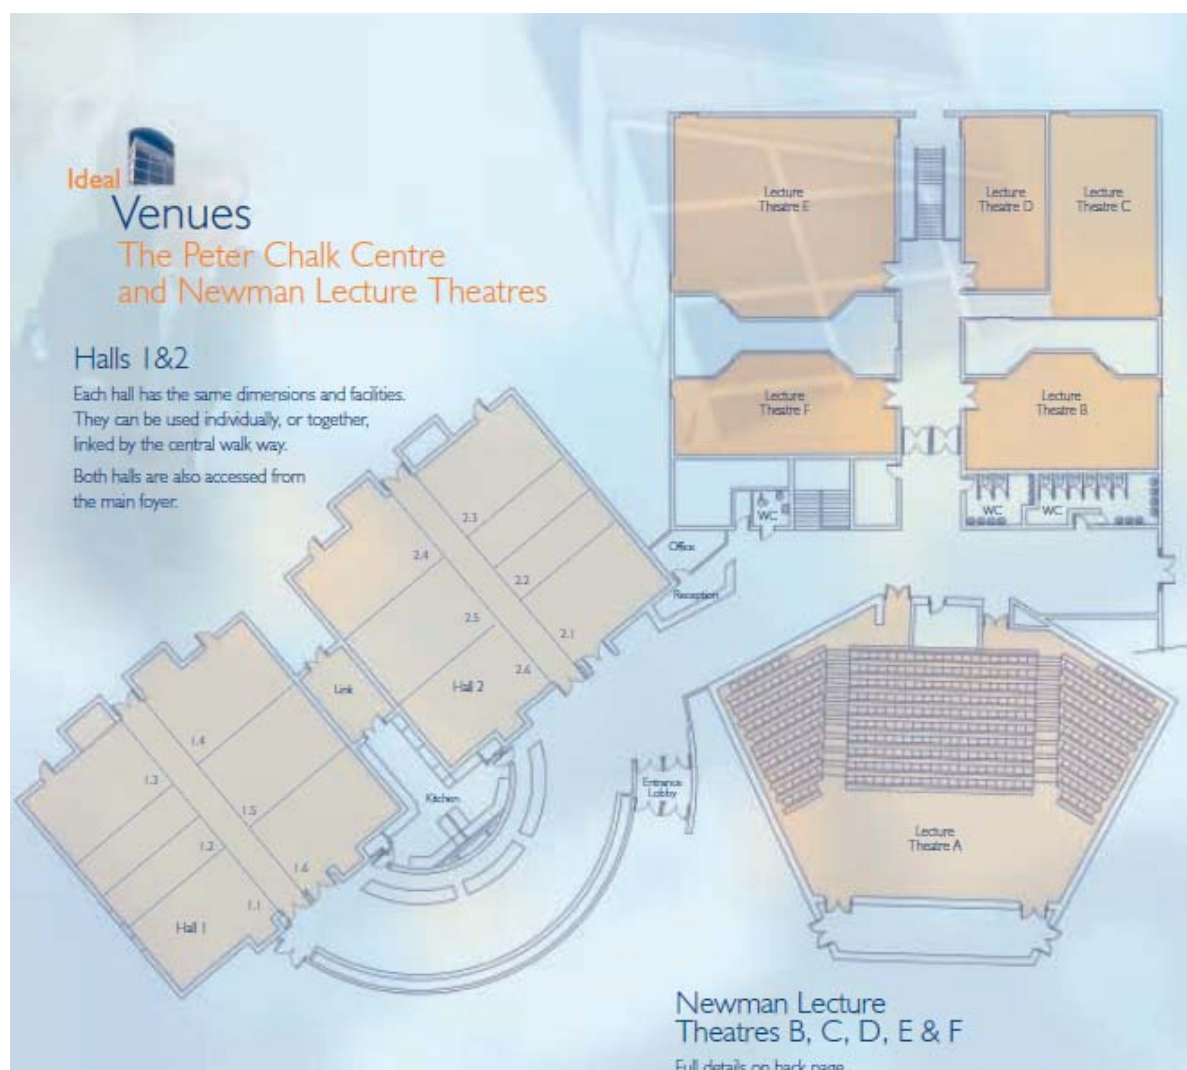 Ideal
Venues
The Peter Chalk Centre
and Newman Lecture Theatres
Halls 1&2
Each hall has the same dimensions and facilities.
They can be used individually, or together,
linked by the central walk way.
Both halls are also accessed from
the main foyer.
Lecture
Theatre E
Lecture
Theatre D
Lecture
Theatre C
Lecture
Theatre F
Lecture
Theatre B
WC
WC
WC
Office
Reception
2.3
2.4
2.2
2.5
2.1
2.6
Hall 2
Link
1.4
1.3
1.5
1.2
1.6
1.1
Hall 1
Kitchen
Entrance
Lobby
Lecture
Theatre A
Newman Lecture
Theatres B, C, D, E & F
Full details on back page